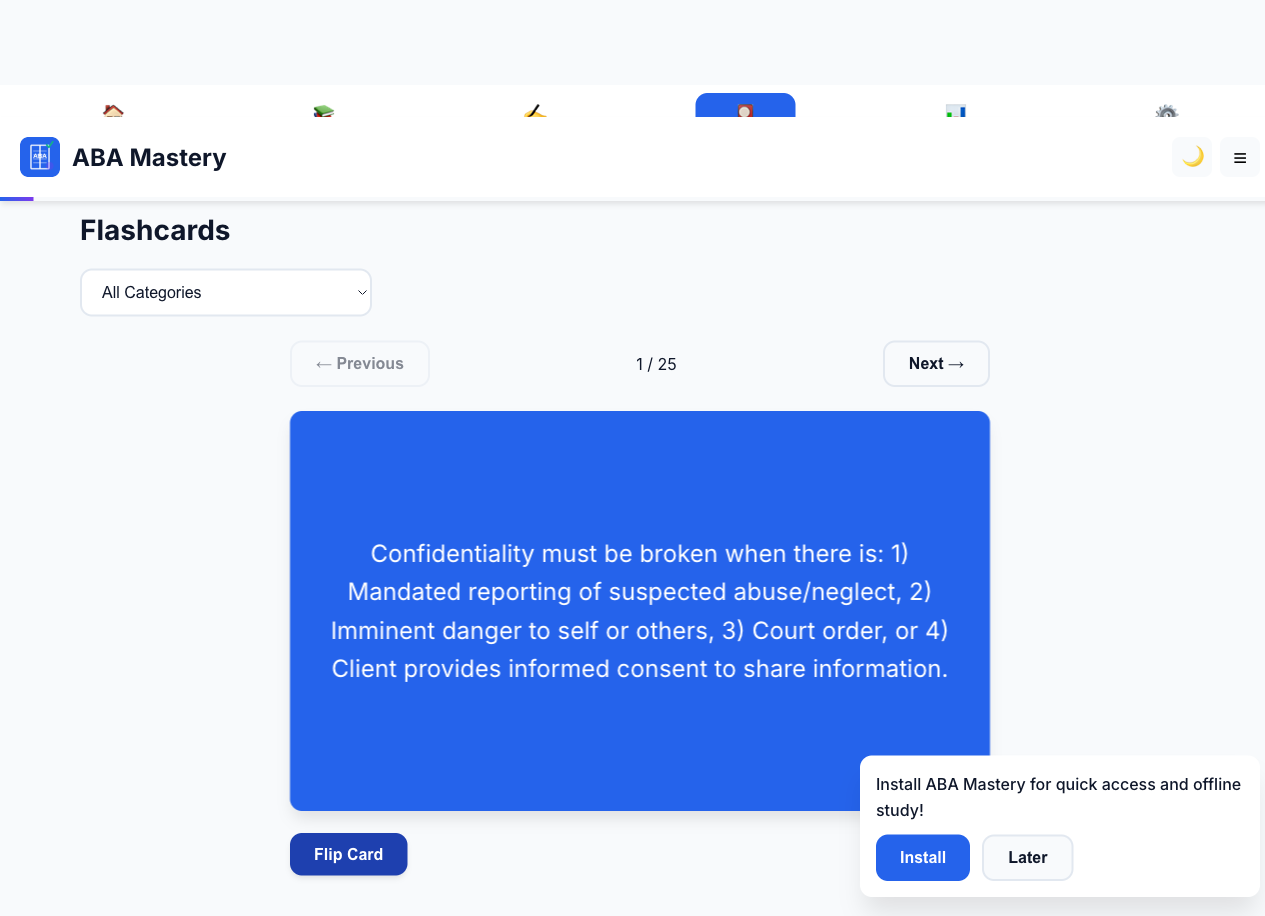 ABA
ABA Mastery
Flashcards
All Categories
← Previous
1 / 25
Next →
Confidentiality must be broken when there is: 1)
Mandated reporting of suspected abuse/neglect, 2)
Imminent danger to self or others, 3) Court order, or 4)
Client provides informed consent to share information.
Flip Card
Install ABA Mastery for quick access and offline
study!
Install
Later